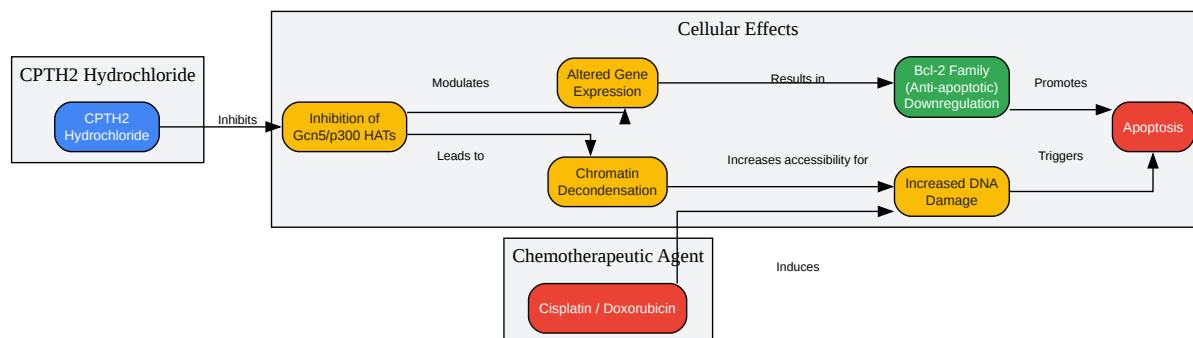 Cellular Effects
CPTH2 Hydrochloride
CPTH2
Hydrochloride
Inhibits
Inhibition of
Gcn5/p300 HATs
Modulates
Leads to
Altered Gene
Expression
Chromatin
Decondensation
Results in
Increases accessibility for
Bcl-2 Family
(Anti-apoptotic)
Downregulation
Increased DNA
Damage
Promotes
Triggers
Apoptosis
Chemotherapeutic Agent
Cisplatin / Doxorubicin
Induces